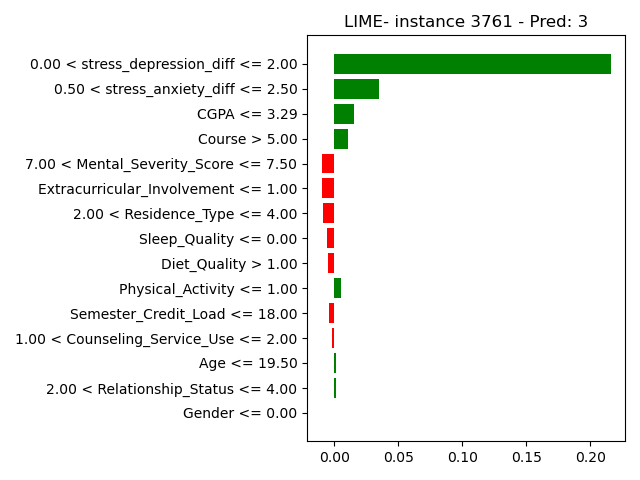 LIME- instance 3761 - Pred: 3
0.00 < stress_depression_diff <= 2.00
0.50 < stress_anxiety_diff <= 2.50
CGPA <= 3.29
Course > 5.00
7.00 < Mental_Severity_Score <= 7.50
Extracurricular_Involvement <= 1.00
2.00 < Residence_Type <= 4.00
Sleep_Quality <= 0.00
Diet_Quality > 1.00
Physical_Activity <= 1.00
Semester_Credit_Load <= 18.00
1.00 < Counseling_Service_Use <= 2.00
Age <= 19.50
2.00 < Relationship_Status <= 4.00
Gender <= 0.00
0.00 0.05 0.10 0.15 0.20